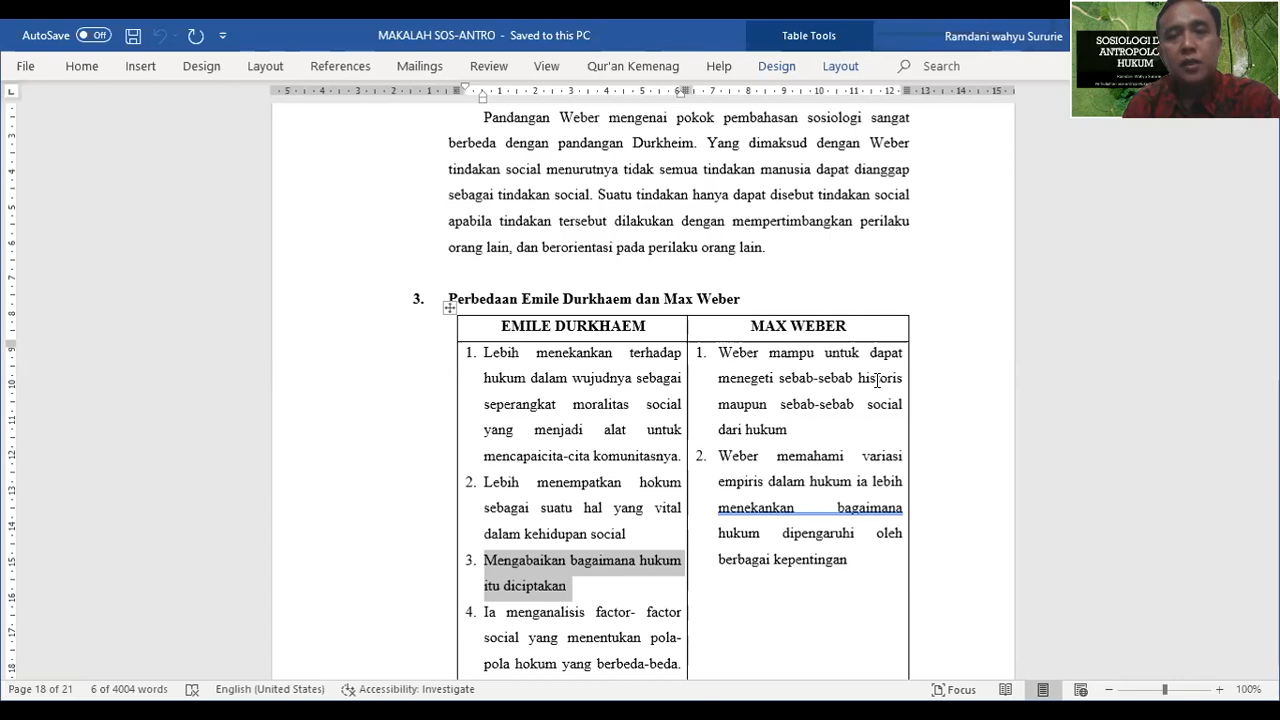 AutoSave
Off
MAKALAH SOS-ANTRO - Saved to this PC
Table Tools
Ramdani wahyu Sururie
SOSIOLOGI D
ANTROPOL
HUKUM
File
Home
Insert
Design
Layout
References
Mailings
Review
View
Qur'an Kemenag
Help
Design
Layout
Search
Pandangan Weber mengenai pokok pembahasan sosiologi sangat
berbeda dengan pandangan Durkheim. Yang dimaksud dengan Weber
tindakan social menurutnya tidak semua tindakan manusia dapat dianggap
sebagai tindakan social. Suatu tindakan hanya dapat disebut tindakan social
apabila tindakan tersebut dilakukan dengan mempertimbangkan perilaku
orang lain, dan berorientasi pada perilaku orang lain.
3. Perbedaan Emile Durkhaem dan Max Weber
EMILE DURKHAEM
1. Lebih menekankan terhadap
hukum dalam wujudnya sebagai
seperangkat moralitas social
yang menjadi alat untuk
mencapaicita-cita komunitasnya.
2. Lebih menempatkan hokum
sebagai suatu hal yang vital
dalam kehidupan social
3. Mengabaikan bagaimana hukum
itu diciptakan
4. Ia menganalisis factor- factor
social yang menentukan pola-
pola hokum yang berbeda-beda.
MAX WEBER
1. Weber mampu untuk dapat
menegeti sebab-sebab historis
maupun sebab-sebab social
dari hukum
2. Weber memahami variasi
empiris dalam hukum ia lebih
menekankan bagaimana
hukum dipengaruhi oleh
berbagai kepentingan
Page 18 of 21
6 of 4004 words
English (United States)
Accessibility: Investigate
Focus
100%